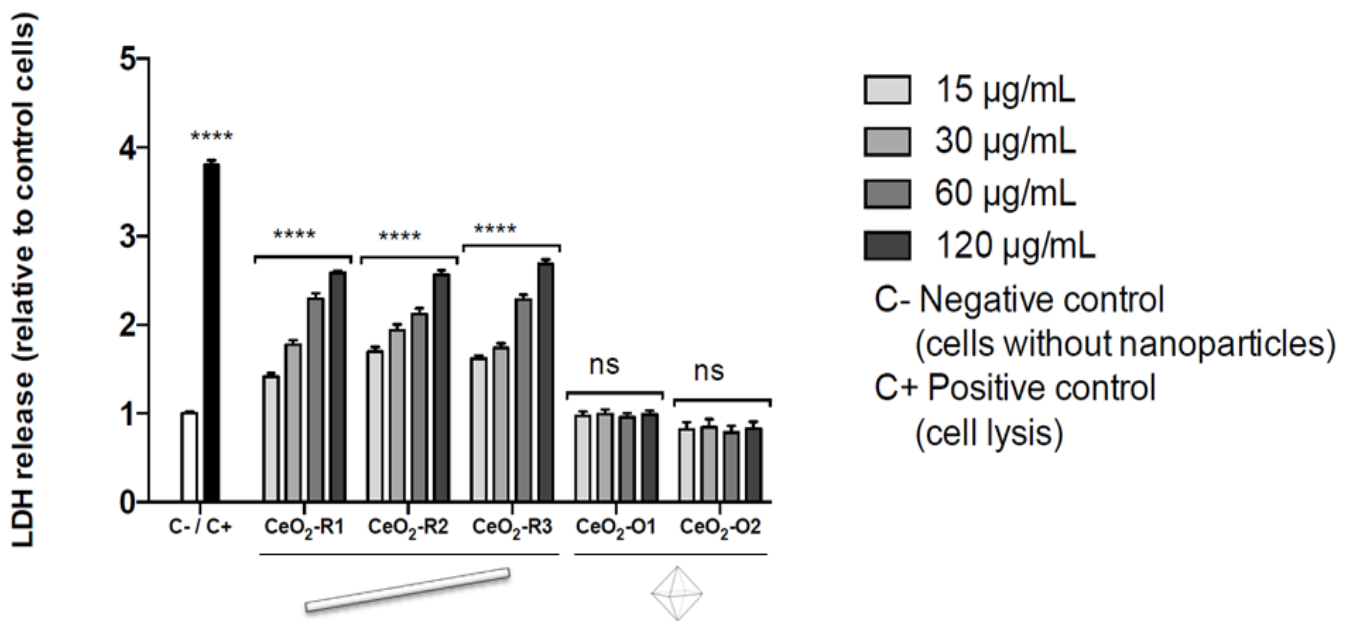 LDH release (relative to control cells)
5
4
3
2
1
0
****
****
****
****
ns
ns
C- / C+
CeO₂-R1
CeO₂-R2
CeO₂-R3
CeO₂-O1
CeO₂-O2
15 µg/mL
30 µg/mL
60 µg/mL
120 µg/mL
C- Negative control
(cells without nanoparticles)
C+ Positive control
(cell lysis)